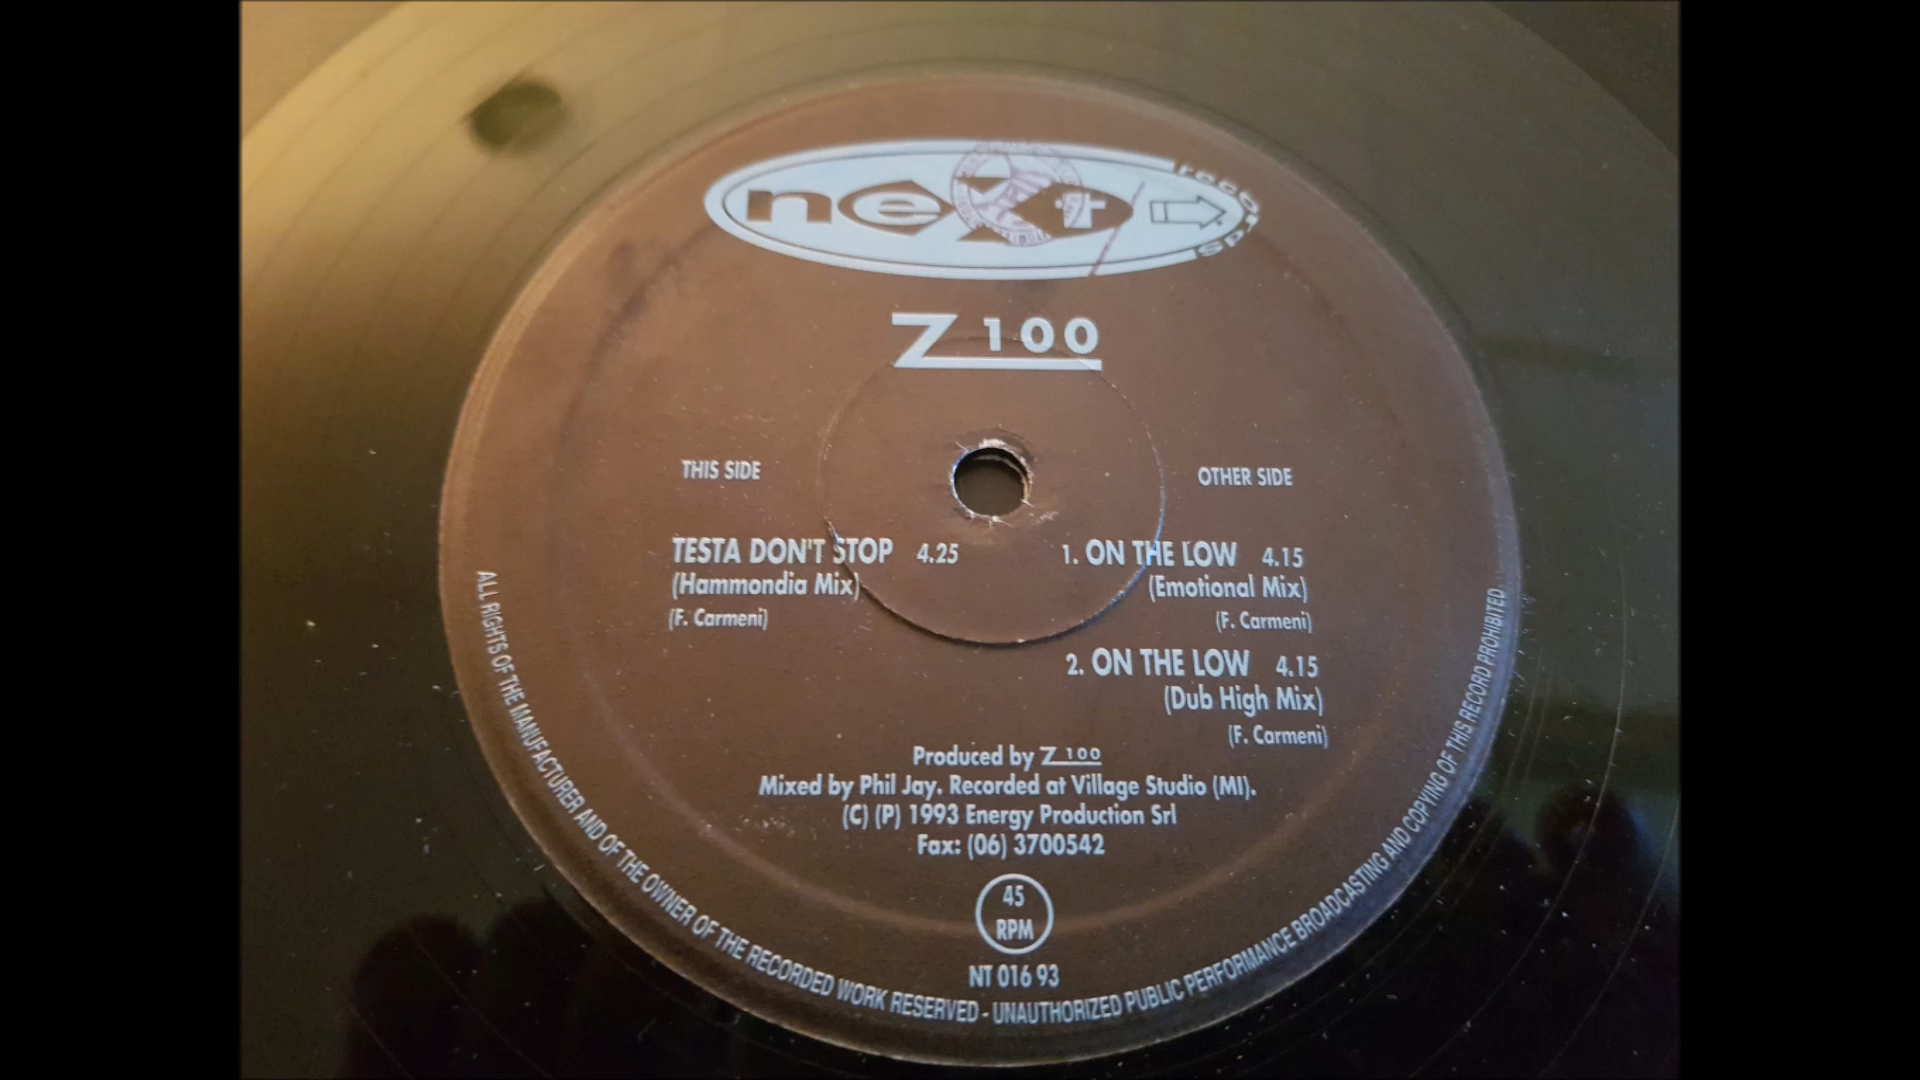 next
records
Z 100
THIS SIDE
OTHER SIDE
TESTA DON'T STOP 4.25
(Hammondia Mix)
(F. Carmeni)
1. ON THE LOW 4.15
(Emotional Mix)
(F. Carmeni)
2. ON THE LOW 4.15
(Dub High Mix)
(F. Carmeni)
Produced by Z 100
Mixed by Phil Jay. Recorded at Village Studio (MI).
(C) (P) 1993 Energy Production Srl
Fax: (06) 3700542
45
RPM
NT 016 93
ALL RIGHTS OF THE MANUFACTURER AND OF THE OWNER OF THE RECORDED WORK RESERVED - UNAUTHORIZED PUBLIC PERFORMANCE BROADCASTING AND COPYING OF THIS RECORD PROHIBITED